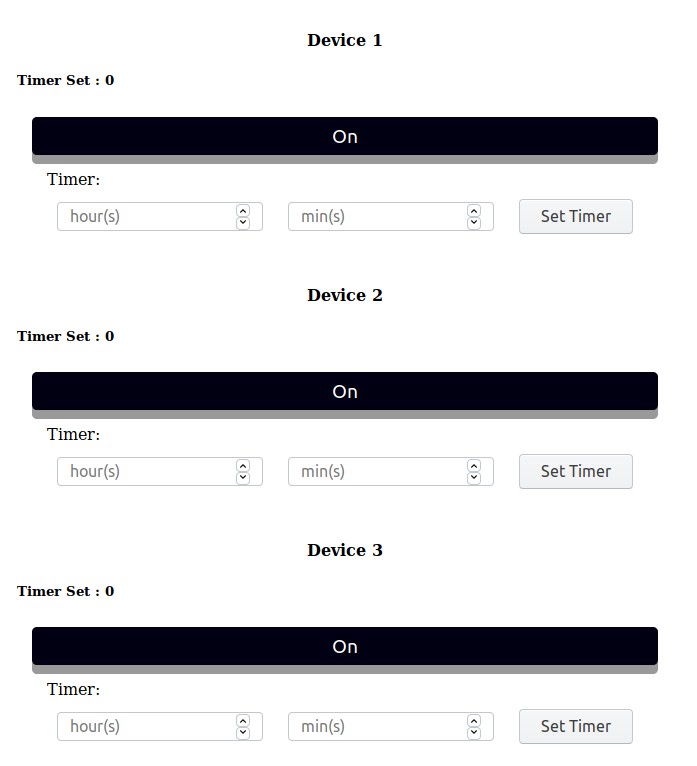 Device 1
Timer Set : 0
On
Timer:
hour(s) min(s) Set Timer
Device 2
Timer Set : 0
On
Timer:
hour(s) min(s) Set Timer
Device 3
Timer Set : 0
On
Timer:
hour(s) min(s) Set Timer